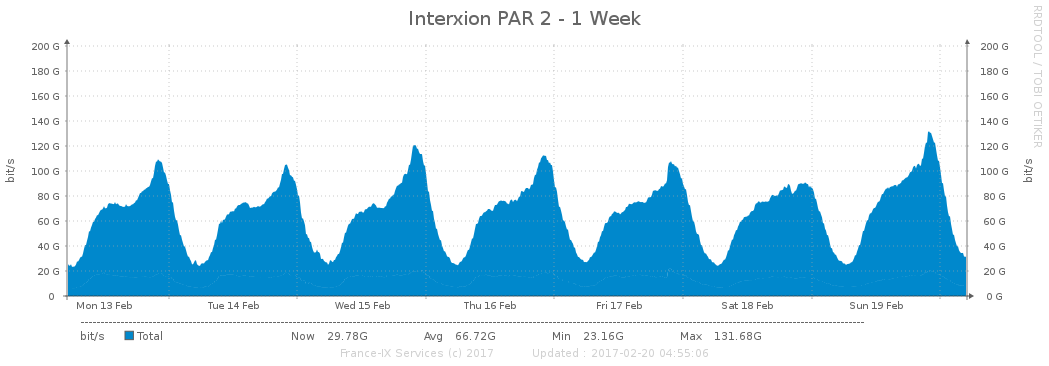 Interxion PAR 2 - 1 Week
RRDTOOL / TOBI OETIKER
200 G 200 G
180 G 180 G
160 G 160 G
140 G 140 G
120 G 120 G
100 G 100 G
80 G 80 G
60 G 60 G
40 G 40 G
20 G 20 G
0 0 G
bit/s
bit/s
Mon 13 Feb Tue 14 Feb Wed 15 Feb Thu 16 Feb Fri 17 Feb Sat 18 Feb Sun 19 Feb
bit/s Total Now 29.78G Avg 66.72G Min 23.16G Max 131.68G
France-IX Services (c) 2017 Updated : 2017-02-20 04:55:06